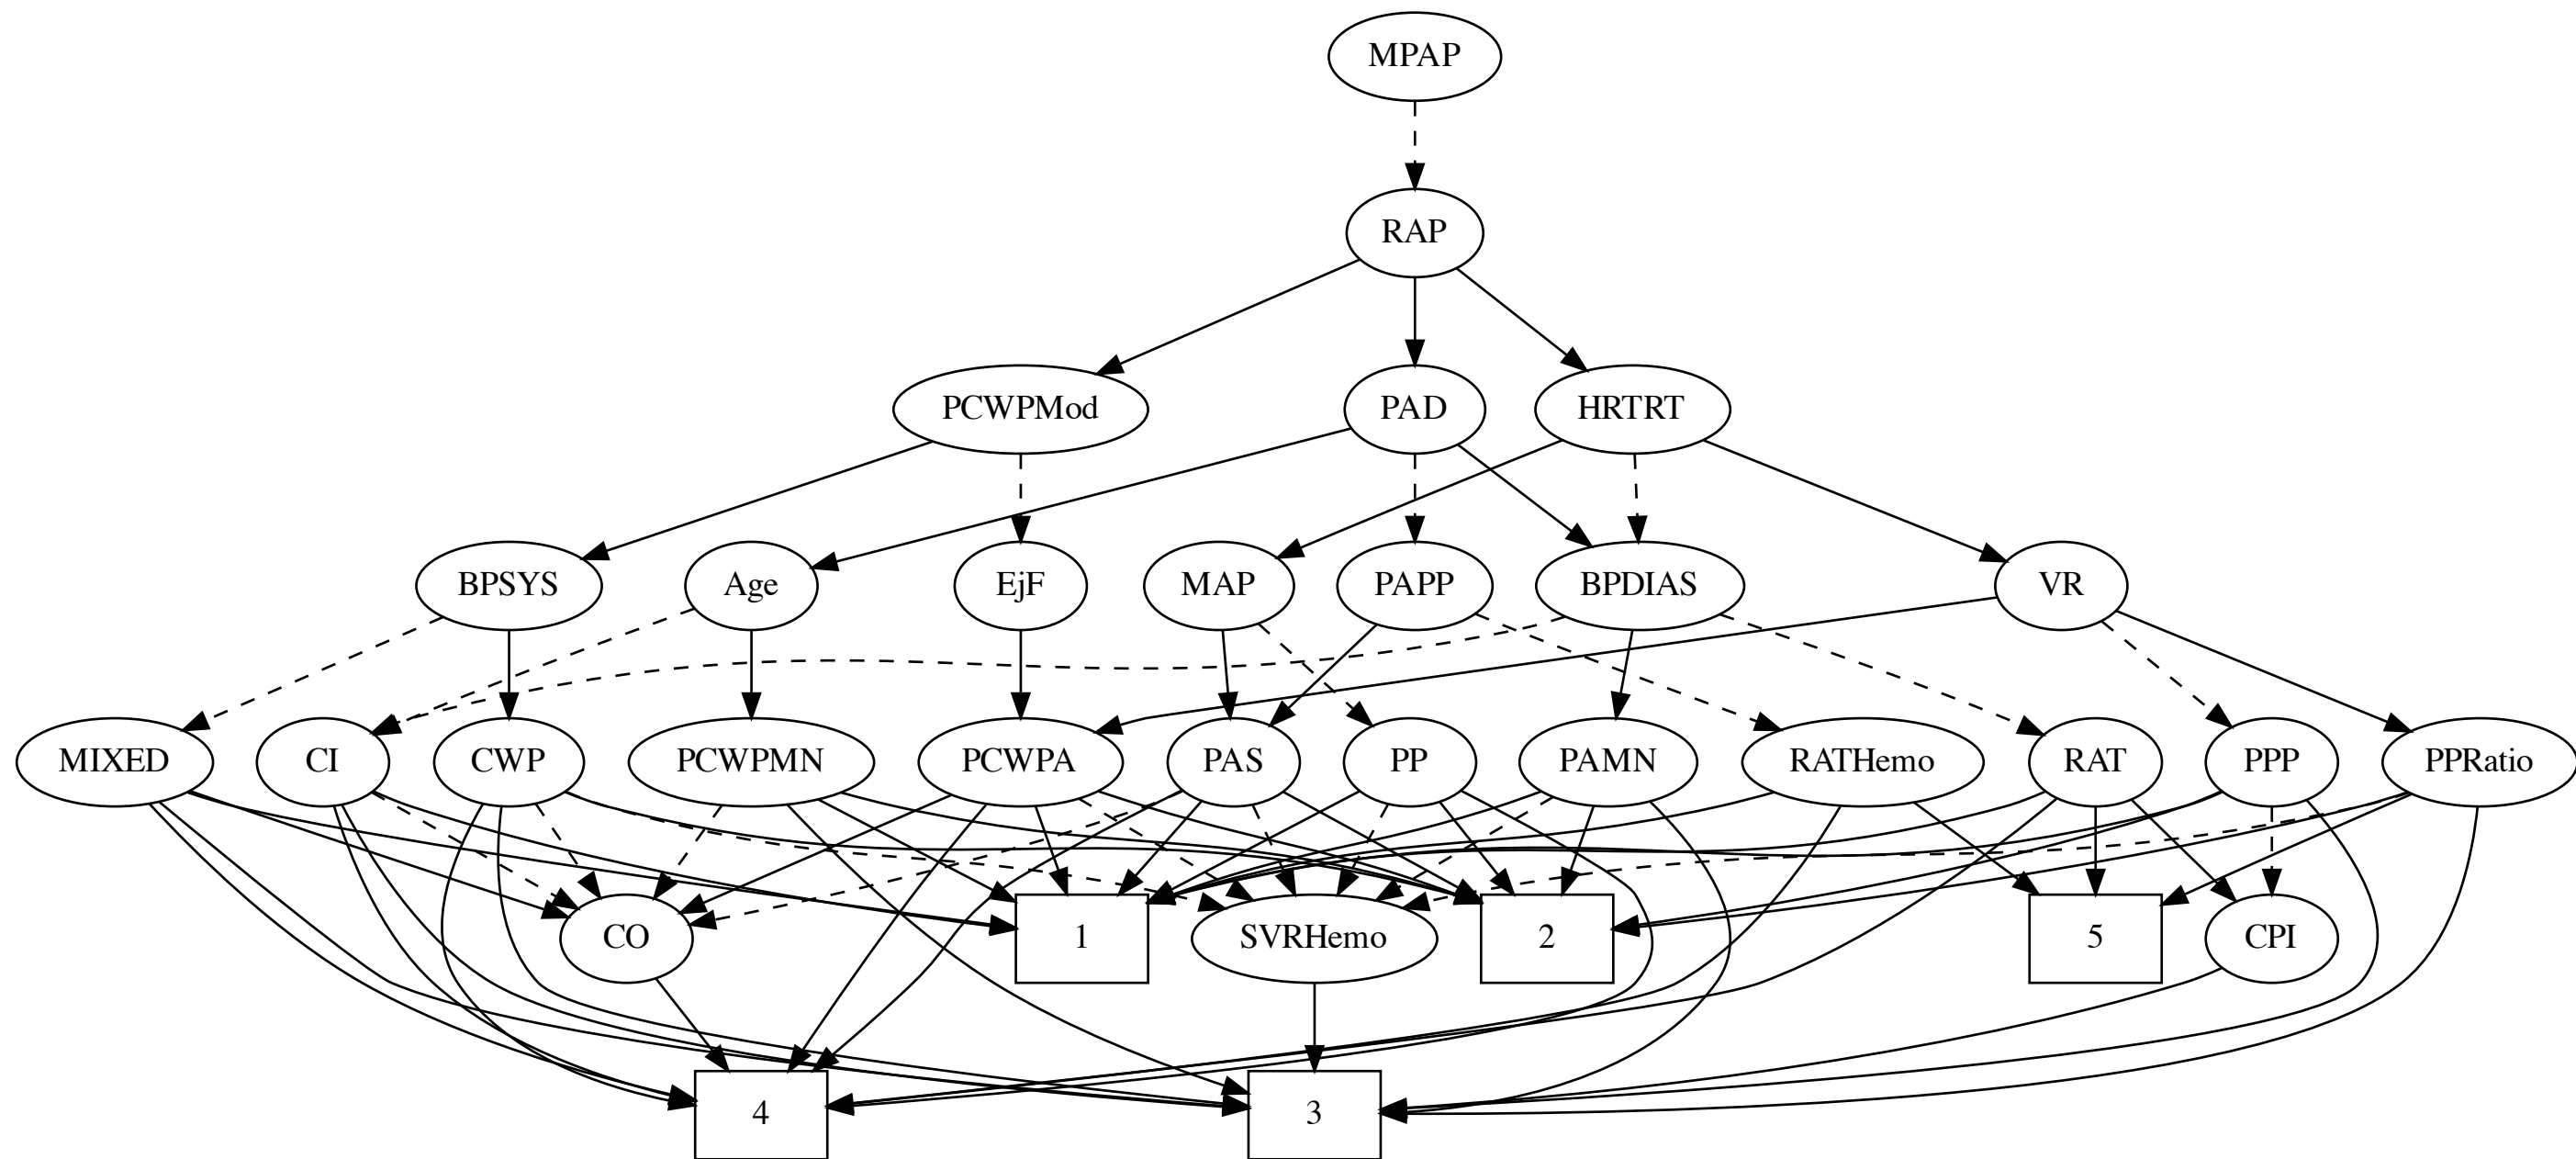 MPAP
RAP
PCWPMod
PAD
HRTRT
BPSYS
Age
EjF
MAP
PAPP
BPDIAS
VR
MIXED
CI
CWP
PCWPMN
PCWPA
PAS
PP
PAMN
RATHemo
RAT
PPP
PPRatio
CO
1
SVRHemo
2
5
CPI
4
3